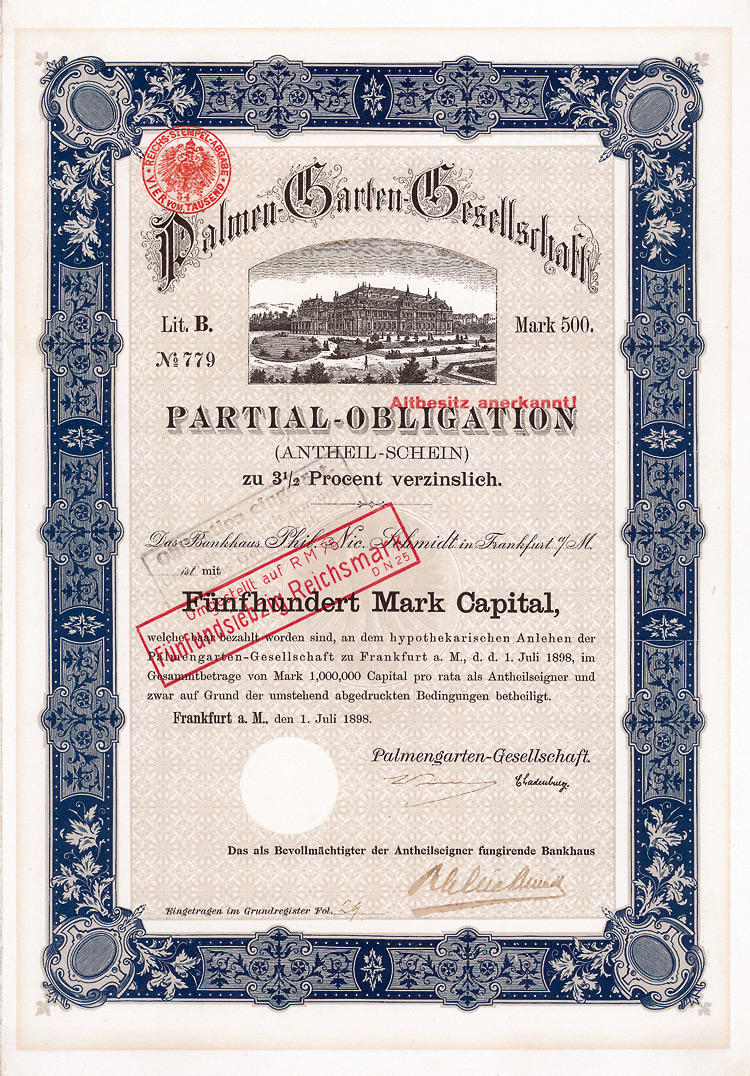 REICHS-STEMPEL-ABGABE
VIER VOM TAUSEND
Palmen-Garten-Gesellschaft
Lit. B.
Mark 500.
No 779
Altbesitz anerkannt!
PARTIAL-OBLIGATION
(ANTHEIL-SCHEIN)
zu 3½ Procent verzinslich.
Das Bankhaus Phil. Nic. Schmidt in Frankfurt a/M.
ist mit
Umgestellt auf RM
Fünfundsiebzig Reichsmark
DN25
Fünfhundert Mark Capital,
welche baar bezahlt worden sind, an dem hypothekarischen Anlehen der
Palmengarten-Gesellschaft zu Frankfurt a. M., d. d. 1. Juli 1898, im
Gesammtbetrage von Mark 1,000,000 Capital pro rata als Antheilseigner und
zwar auf Grund der umstehend abgedruckten Bedingungen betheiligt.
Frankfurt a. M., den 1. Juli 1898.
Palmengarten-Gesellschaft.
Das als Bevollmächtigter der Antheilseigner fungirende Bankhaus
Eingetragen im Grundregister Fol.